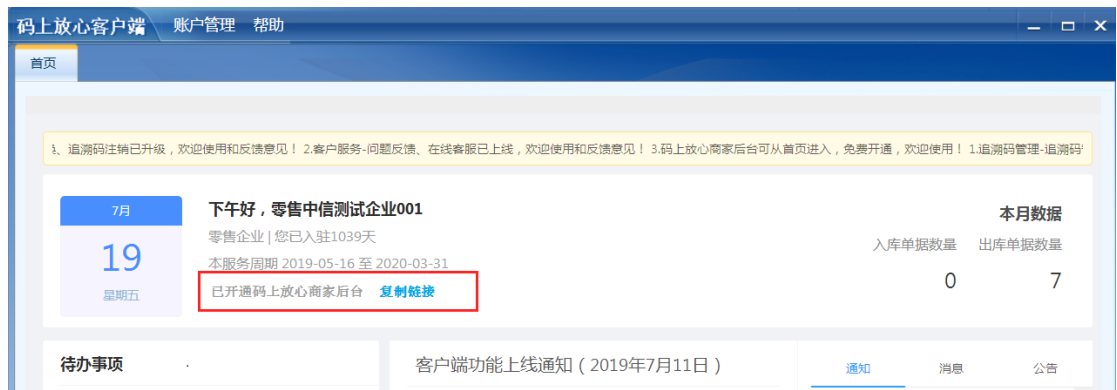 码上放心客户端 账户管理 帮助
首页
、追溯码注销已升级，欢迎使用和反馈意见！ 2.客户服务-问题反馈、在线客服已上线，欢迎使用和反馈意见！ 3.码上放心商家后台可从首页进入，免费开通，欢迎使用！ 1.追溯码管理-追溯码
7月
19
星期五
下午好，零售中信测试企业001
零售企业 | 您已入驻1039天
本服务周期 2019-05-16 至 2020-03-31
已开通码上放心商家后台 复制链接
本月数据
入库单据数量 出库单据数量
0 7
待办事项
客户端功能上线通知（2019年7月11日）
通知 消息 公告